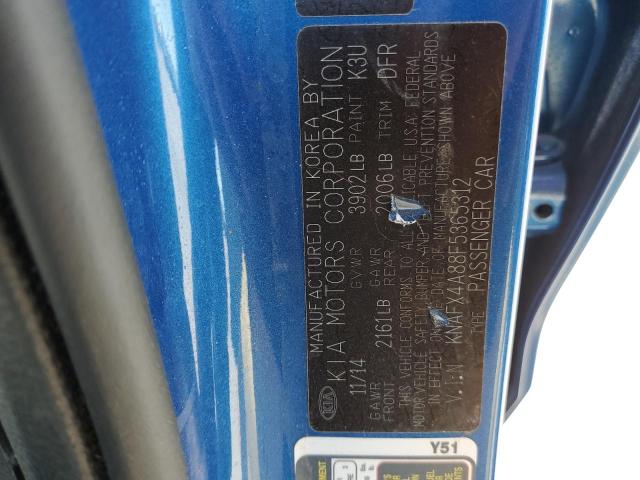 MANUFACTURED IN KOREA BY
KIA MOTORS CORPORATION
11/14 GVWR 3902LB PAINT K3U
GAWR FRONT 2161LB GAWR REAR 2006LB TRIM DFR
THIS VEHICLE CONFORMS TO ALL APPLICABLE USA. FEDERAL
MOTOR VEHICLE SAFETY, BUMPER, AND PREVENTION STANDARDS
IN EFFECT ON DATE OF MANUFACTURE SHOWN ABOVE
V.I.N KNAFX4A88F5365312
TYPE PASSENGER CAR
KIA
Y51